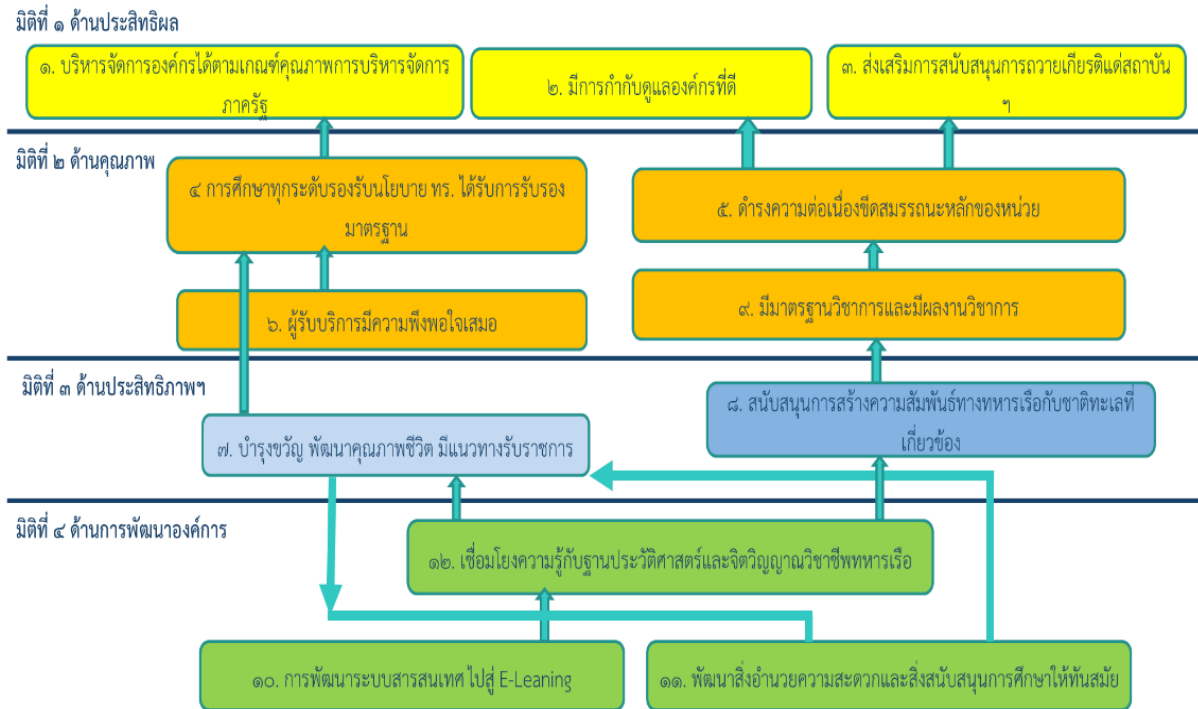 มิติที่ ๑ ด้านประสิทธิผล
๑. บริหารจัดการองค์กรได้ตามเกณฑ์คุณภาพการบริหารจัดการ
ภาครัฐ
๒. มีการกำกับดูแลองค์กรที่ดี
๓. ส่งเสริมการสนับสนุนการถวายเกียรติแด่สถาบัน
ฯ
มิติที่ ๒ ด้านคุณภาพ
๔ การศึกษาทุกระดับรองรับนโยบาย ทร. ได้รับการรับรอง
มาตรฐาน
๕. ดำรงความต่อเนื่องขีดสมรรถนะหลักของหน่วย
๖. ผู้รับบริการมีความพึงพอใจเสมอ
๙. มีมาตรฐานวิชาการและมีผลงานวิชาการ
มิติที่ ๓ ด้านประสิทธิภาพฯ
๗. บำรุงขวัญ พัฒนาคุณภาพชีวิต มีแนวทางรับราชการ
๘. สนับสนุนการสร้างความสัมพันธ์ทางทหารเรือกับชาติทะเลที่
เกี่ยวข้อง
มิติที่ ๔ ด้านการพัฒนาองค์การ
๑๒. เชื่อมโยงความรู้กับฐานประวัติศาสตร์และจิตวิญญาณวิชาชีพทหารเรือ
๑๐. การพัฒนาระบบสารสนเทศ ไปสู่ E-Leaning
๑๑. พัฒนาสิ่งอำนวยความสะดวกและสิ่งสนับสนุนการศึกษาให้ทันสมัย